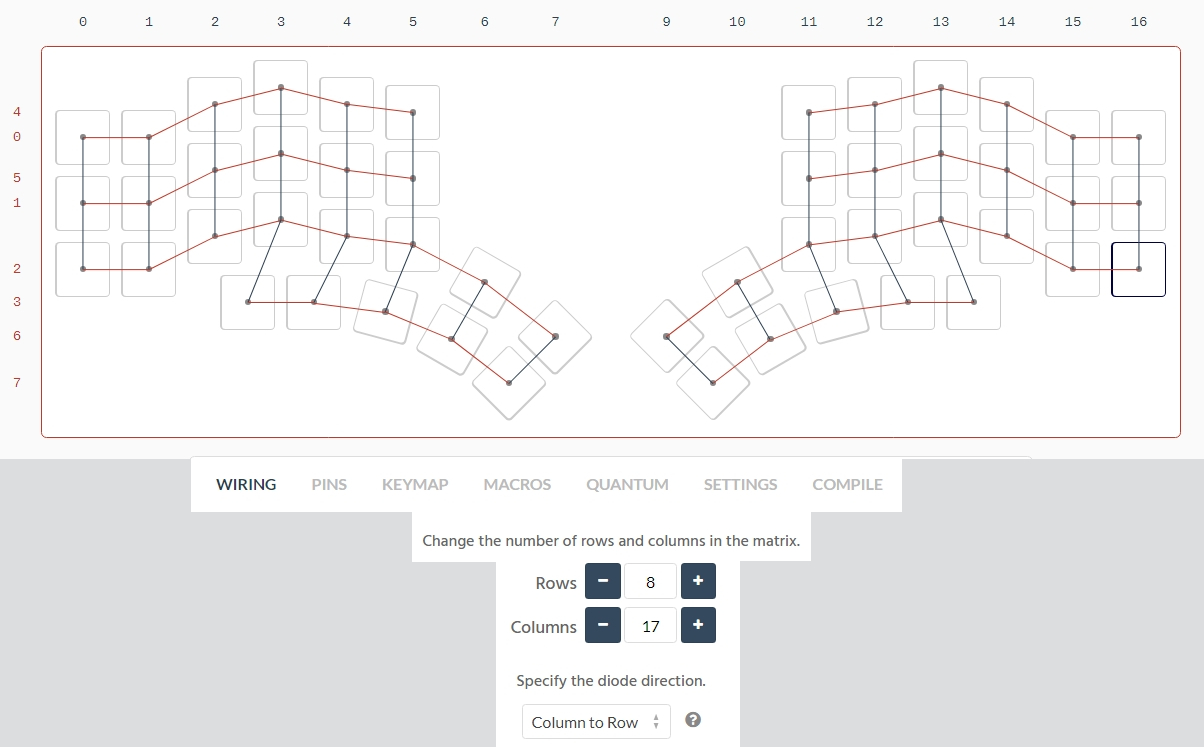 0 1 2 3 4 5 6 7 9 10 11 12 13 14 15 16
4
0
5
1
2
3
6
7
WIRING PINS KEYMAP MACROS QUANTUM SETTINGS COMPILE
Change the number of rows and columns in the matrix.
Rows − 8 +
Columns − 17 +
Specify the diode direction.
Column to Row ?